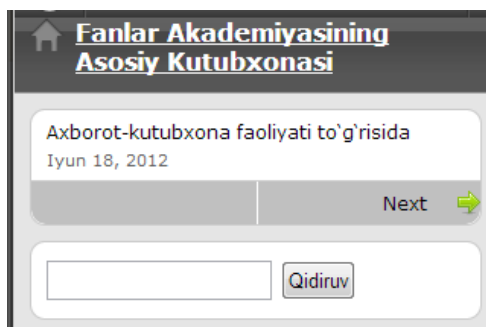 Fanlar Akademiyasining
Asosiy Kutubxonasi
Axborot-kutubxona faoliyati to`g`risida
Iyun 18, 2012
Next
Qidiruv